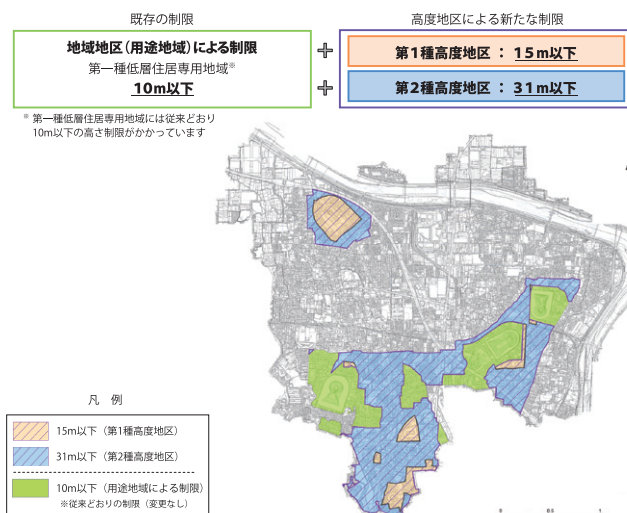 既存の制限
高度地区による新たな制限
地域地区(用途地域)による制限
第一種低層住居専用地域※
10m以下
+
+
第1種高度地区 : 15m以下
第2種高度地区 : 31m以下
※ 第一種低層住居専用地域には従来どおり
10m以下の高さ制限がかかっています
凡 例
15m以下(第1種高度地区)
31m以下(第2種高度地区)
10m以下(用途地域による制限)
※従来どおりの制限(変更なし)